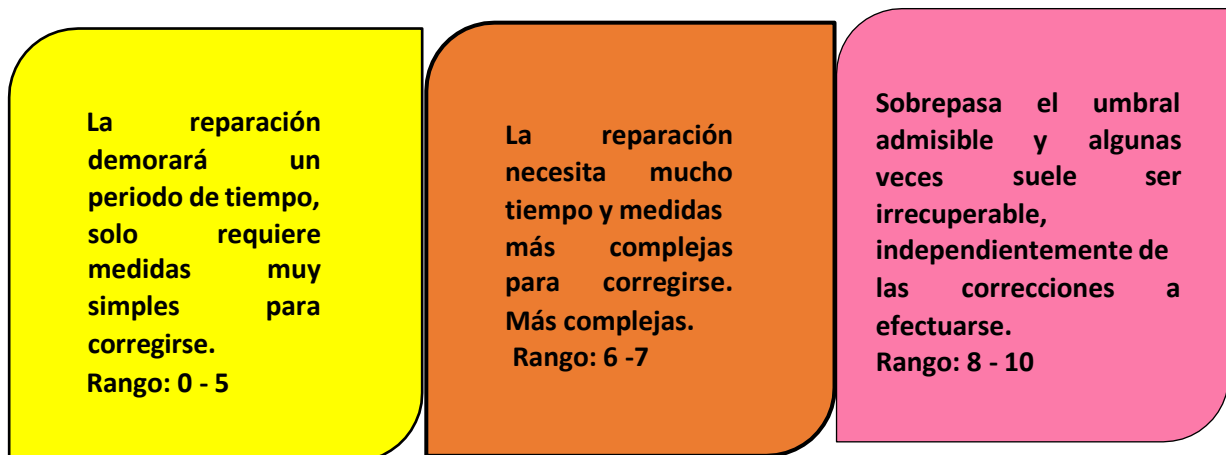 La reparación
demorará un
periodo de tiempo,
solo requiere
medidas muy
simples para
corregirse.
Rango: 0 - 5
La reparación
necesita mucho
tiempo y medidas
más complejas
para corregirse.
Más complejas.
Rango: 6 -7
Sobrepasa el umbral
admisible y algunas
veces suele ser
irrecuperable,
independientemente de
las correcciones a
efectuarse.
Rango: 8 - 10